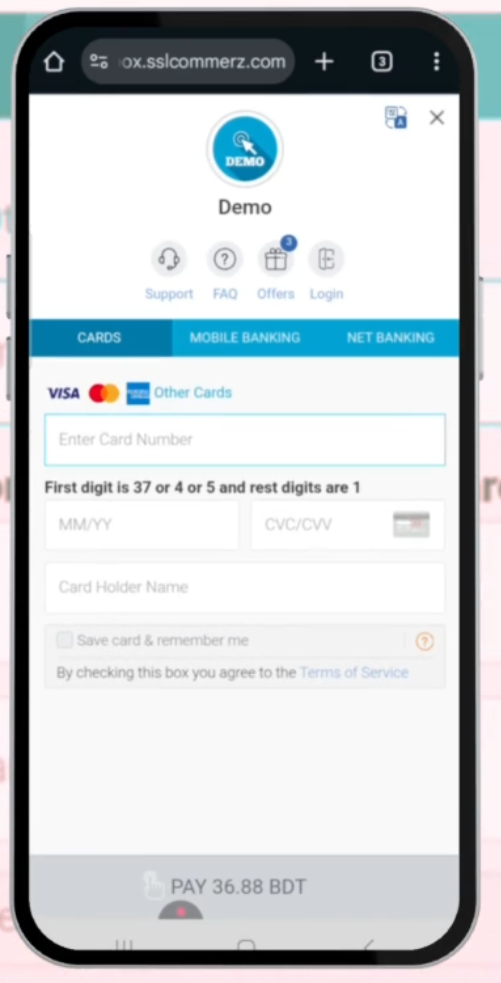 ox.sslcommerz.com
3
DEMO
Demo
3
Support FAQ Offers Login
CARDS MOBILE BANKING NET BANKING
VISA Other Cards
Enter Card Number
First digit is 37 or 4 or 5 and rest digits are 1
MM/YY CVC/CVV
Card Holder Name
Save card & remember me
By checking this box you agree to the Terms of Service
PAY 36.88 BDT